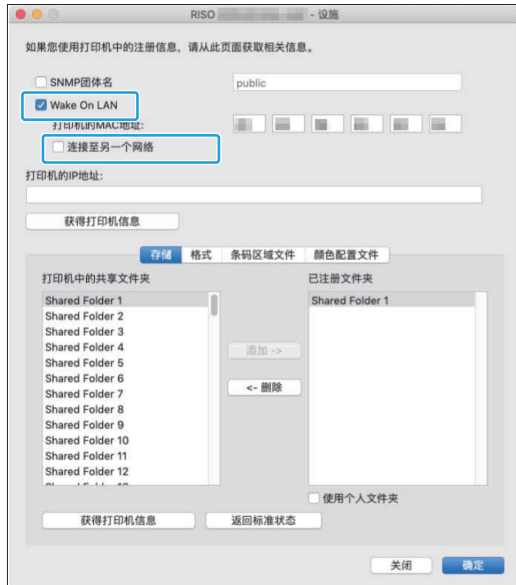 RISO - 设施
如果您使用打印机中的注册信息，请从此页面获取相关信息。
SNMP团体名 public
Wake On LAN
打印机的MAC地址:
连接至另一个网络
打印机的IP地址:
获得打印机信息
存储 格式 条码区域文件 颜色配置文件
打印机中的共享文件夹 已注册文件夹
Shared Folder 1 Shared Folder 1
Shared Folder 2
Shared Folder 3
Shared Folder 4
添加 ->
Shared Folder 5
Shared Folder 6
<- 删除
Shared Folder 7
Shared Folder 8
Shared Folder 9
Shared Folder 10
Shared Folder 11
Shared Folder 12
使用个人文件夹
获得打印机信息 返回标准状态
关闭 确定